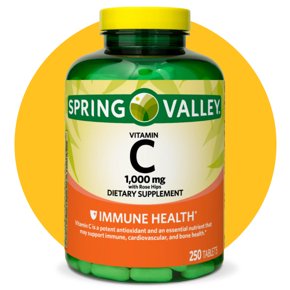 SPRING VALLEY.
VITAMIN
C
1,000 mg
with Rose Hips
DIETARY SUPPLEMENT
IMMUNE HEALTH*
Vitamin C is a potent antioxidant and an essential nutrient that
may support immune, cardiovascular, and bone health.*
250 TABLETS